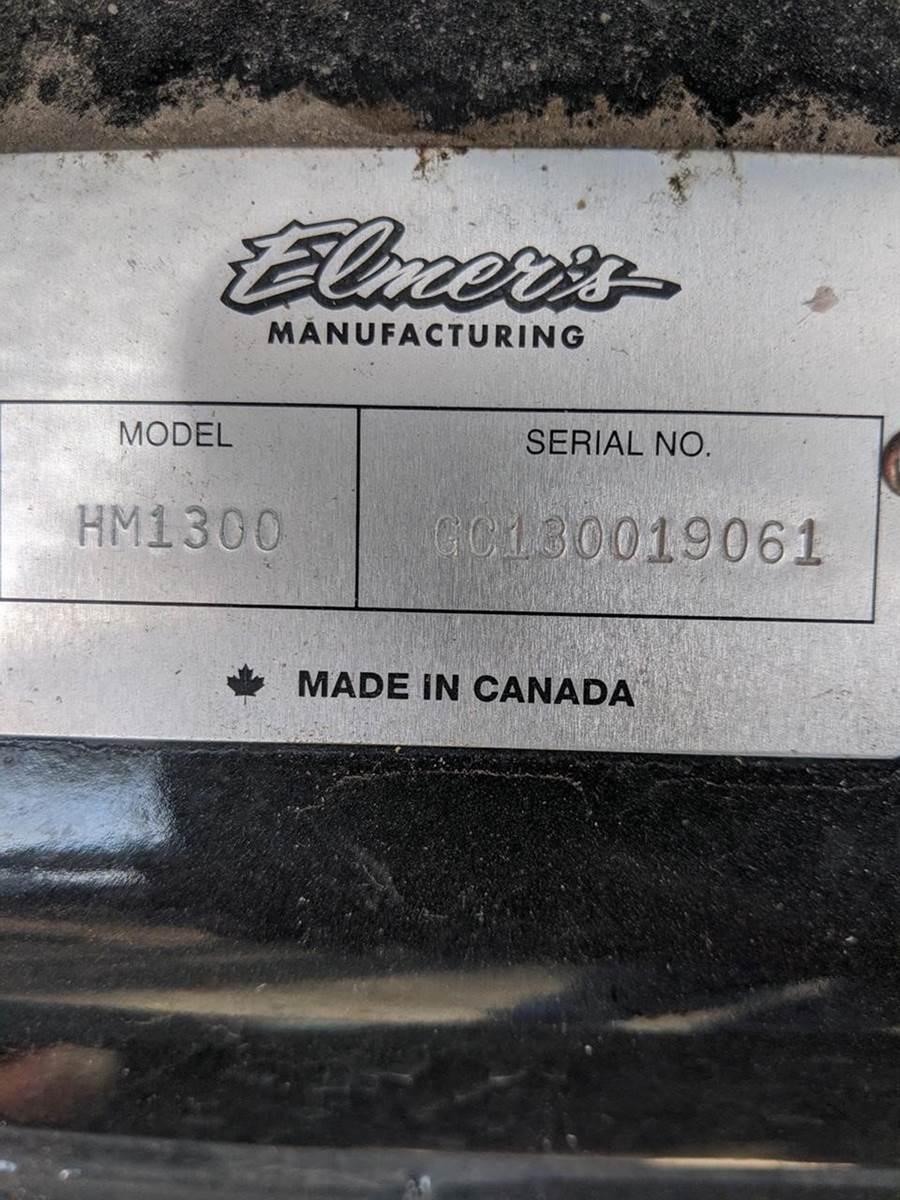 Elmer's
MANUFACTURING
MODEL
SERIAL NO.
HM1300
GC130019061
MADE IN CANADA